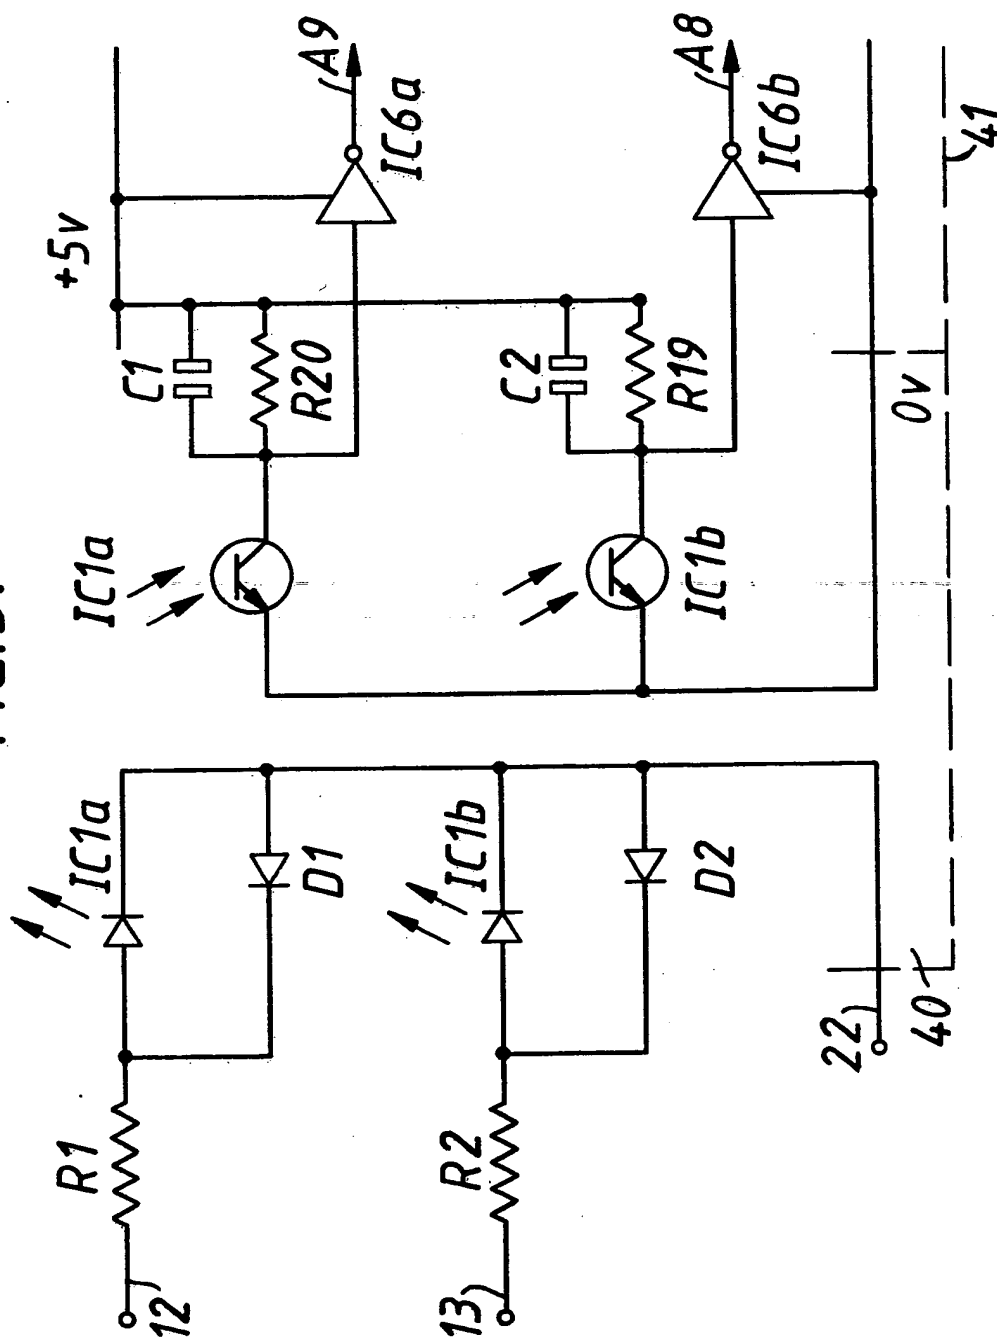 +5v
C1
R20
IC1a
A9
IC6a
IC1a
D1
R1
12
C2
R19
IC1b
A8
IC6b
IC1b
D2
R2
13
0v
22
40
41